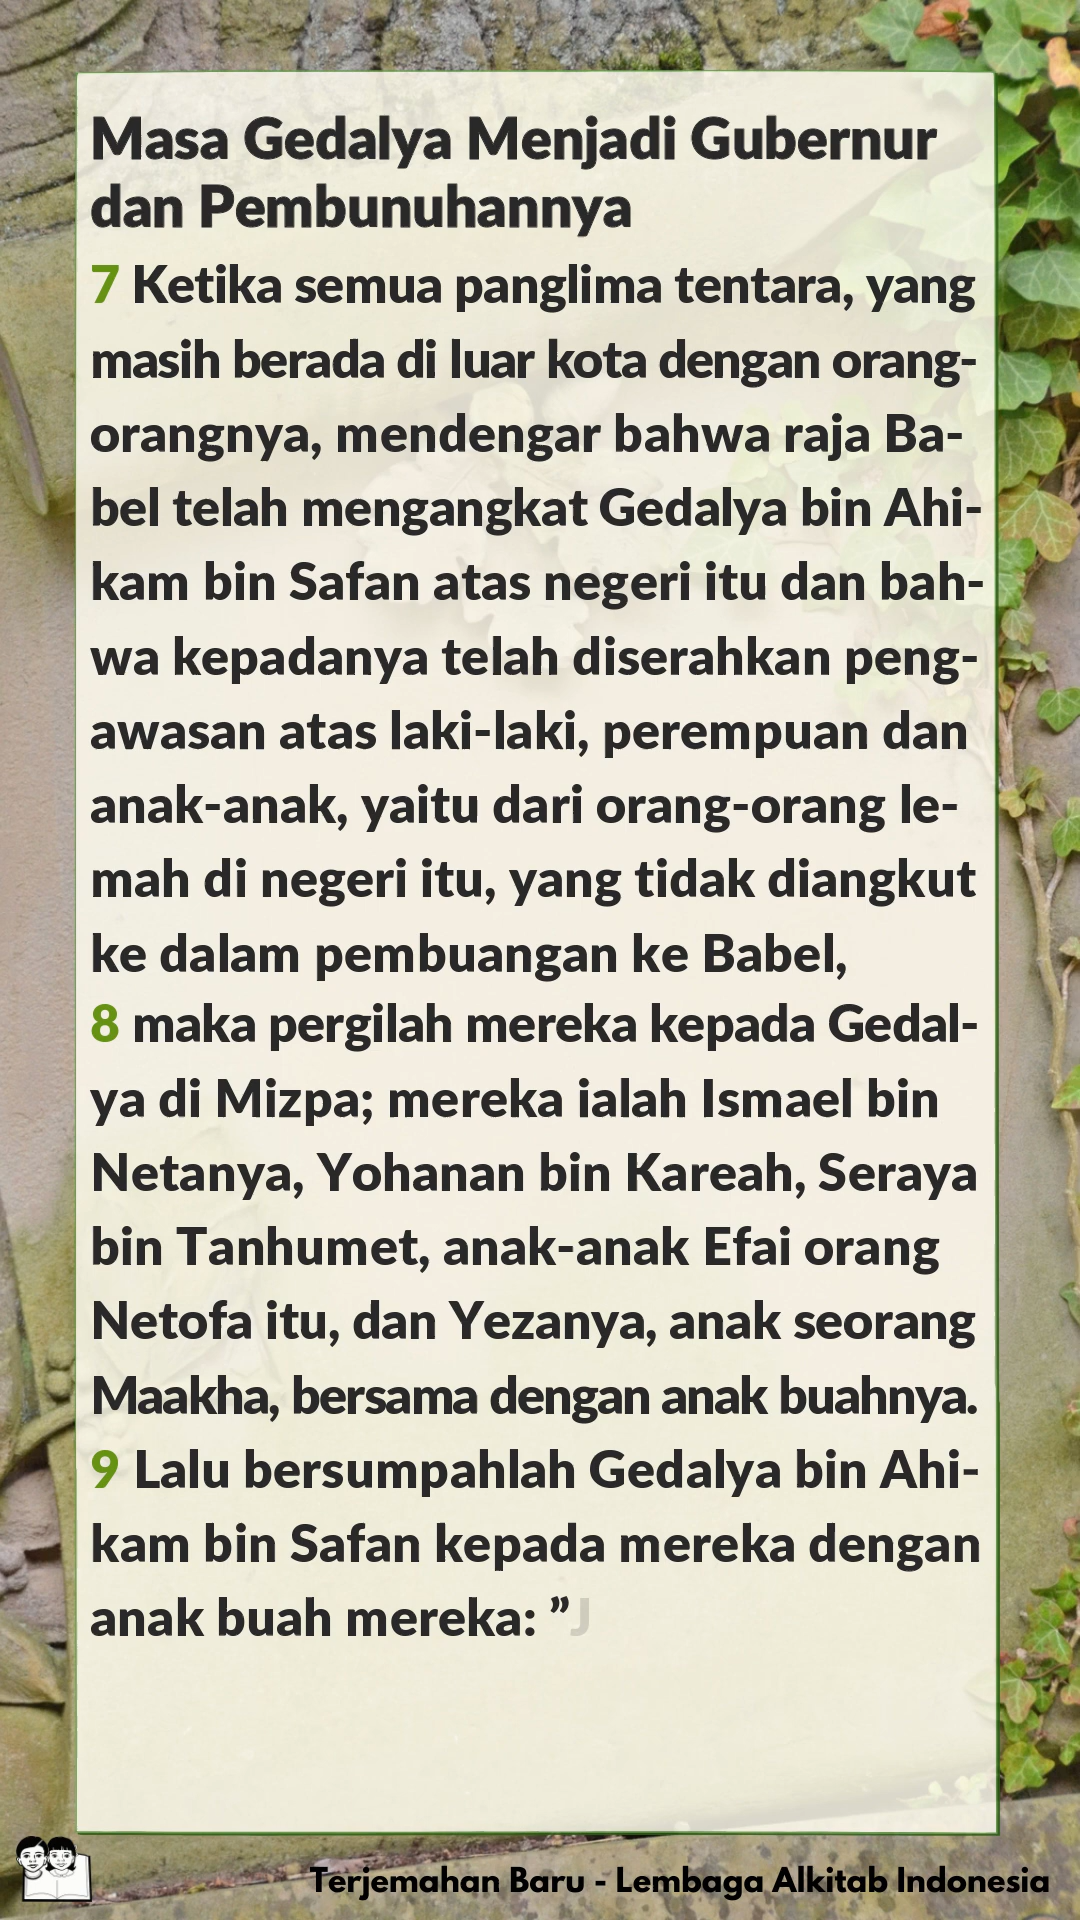 Masa Gedalya Menjadi Gubernur
dan Pembunuhannya
7 Ketika semua panglima tentara, yang
masih berada di luar kota dengan orang-
orangnya, mendengar bahwa raja Ba-
bel telah mengangkat Gedalya bin Ahi-
kam bin Safan atas negeri itu dan bah-
wa kepadanya telah diserahkan peng-
awasan atas laki-laki, perempuan dan
anak-anak, yaitu dari orang-orang le-
mah di negeri itu, yang tidak diangkut
ke dalam pembuangan ke Babel,
8 maka pergilah mereka kepada Gedal-
ya di Mizpa; mereka ialah Ismael bin
Netanya, Yohanan bin Kareah, Seraya
bin Tanhumet, anak-anak Efai orang
Netofa itu, dan Yezanya, anak seorang
Maakha, bersama dengan anak buahnya.
9 Lalu bersumpahlah Gedalya bin Ahi-
kam bin Safan kepada mereka dengan
anak buah mereka: ”J
Terjemahan Baru - Lembaga Alkitab Indonesia